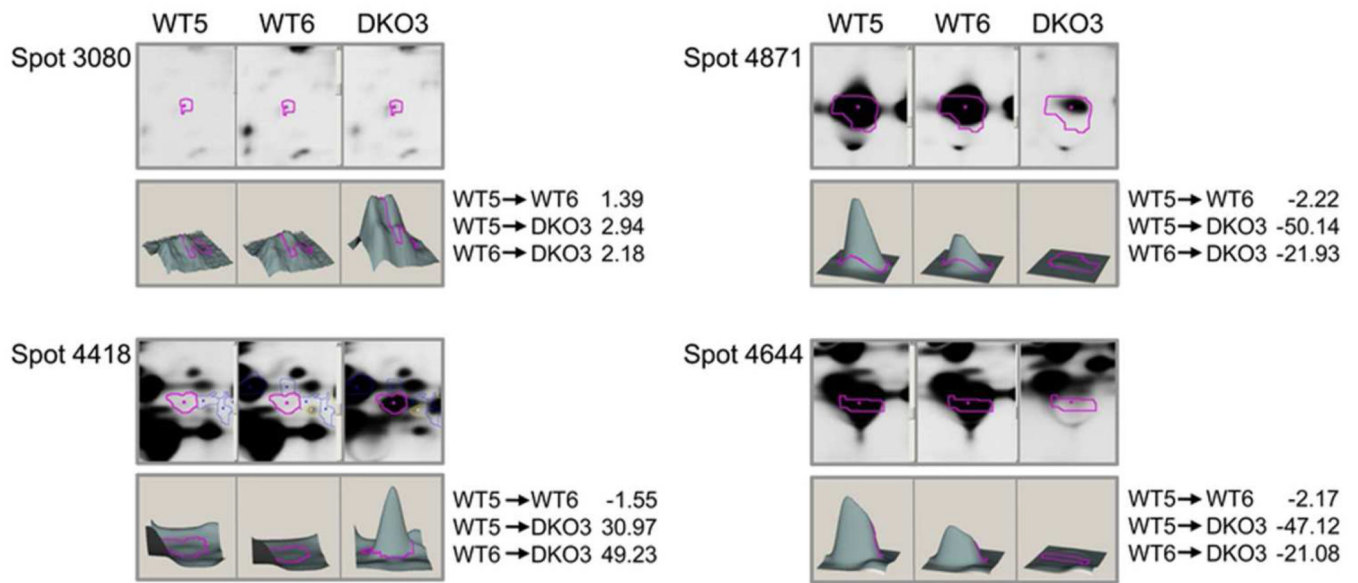 WT5 WT6 DKO3
Spot 3080
WT5→WT6 1.39
WT5→DKO3 2.94
WT6→DKO3 2.18
WT5 WT6 DKO3
Spot 4871
WT5→WT6 -2.22
WT5→DKO3 -50.14
WT6→DKO3 -21.93
Spot 4418
WT5→WT6 -1.55
WT5→DKO3 30.97
WT6→DKO3 49.23
Spot 4644
WT5→WT6 -2.17
WT5→DKO3 -47.12
WT6→DKO3 -21.08